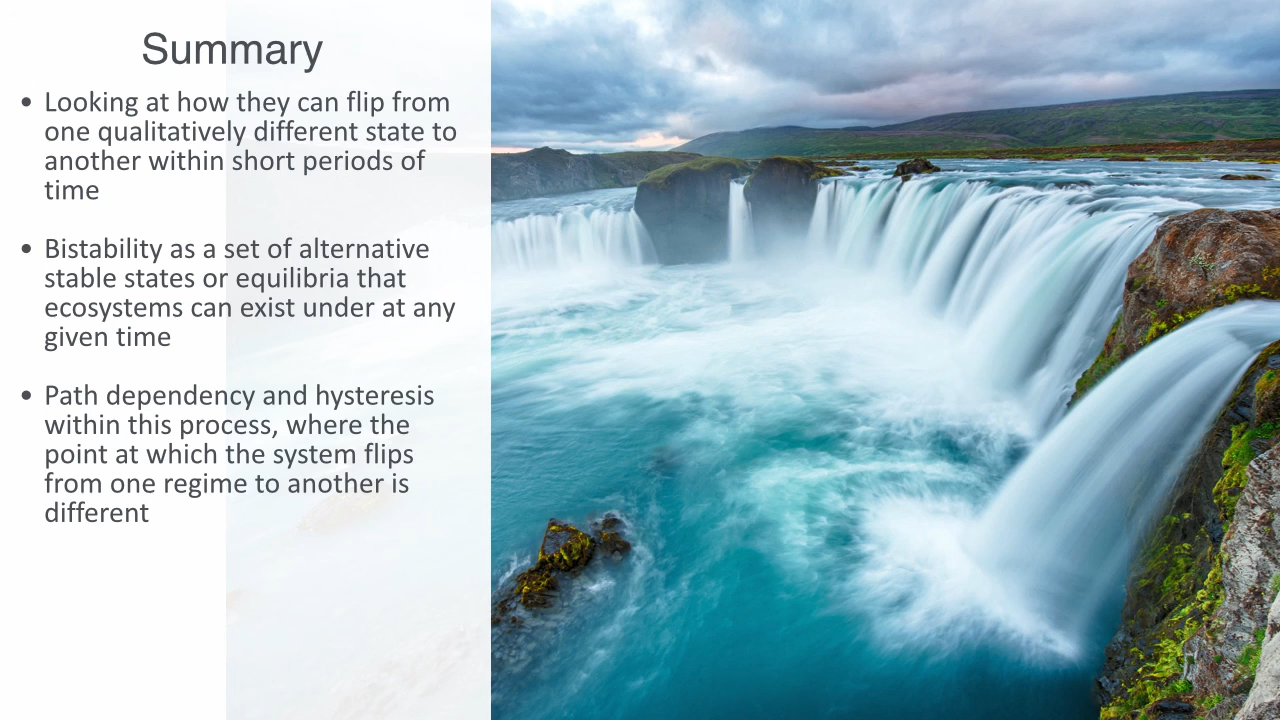 Summary
• Looking at how they can flip from
one qualitatively different state to
another within short periods of
time
• Bistability as a set of alternative
stable states or equilibria that
ecosystems can exist under at any
given time
• Path dependency and hysteresis
within this process, where the
point at which the system flips
from one regime to another is
different